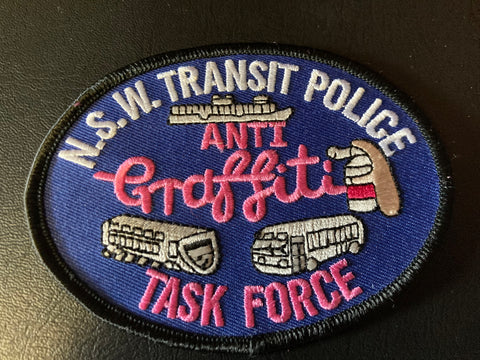 N.S.W. TRANSIT POLICE
ANTI
Graffiti
TASK FORCE